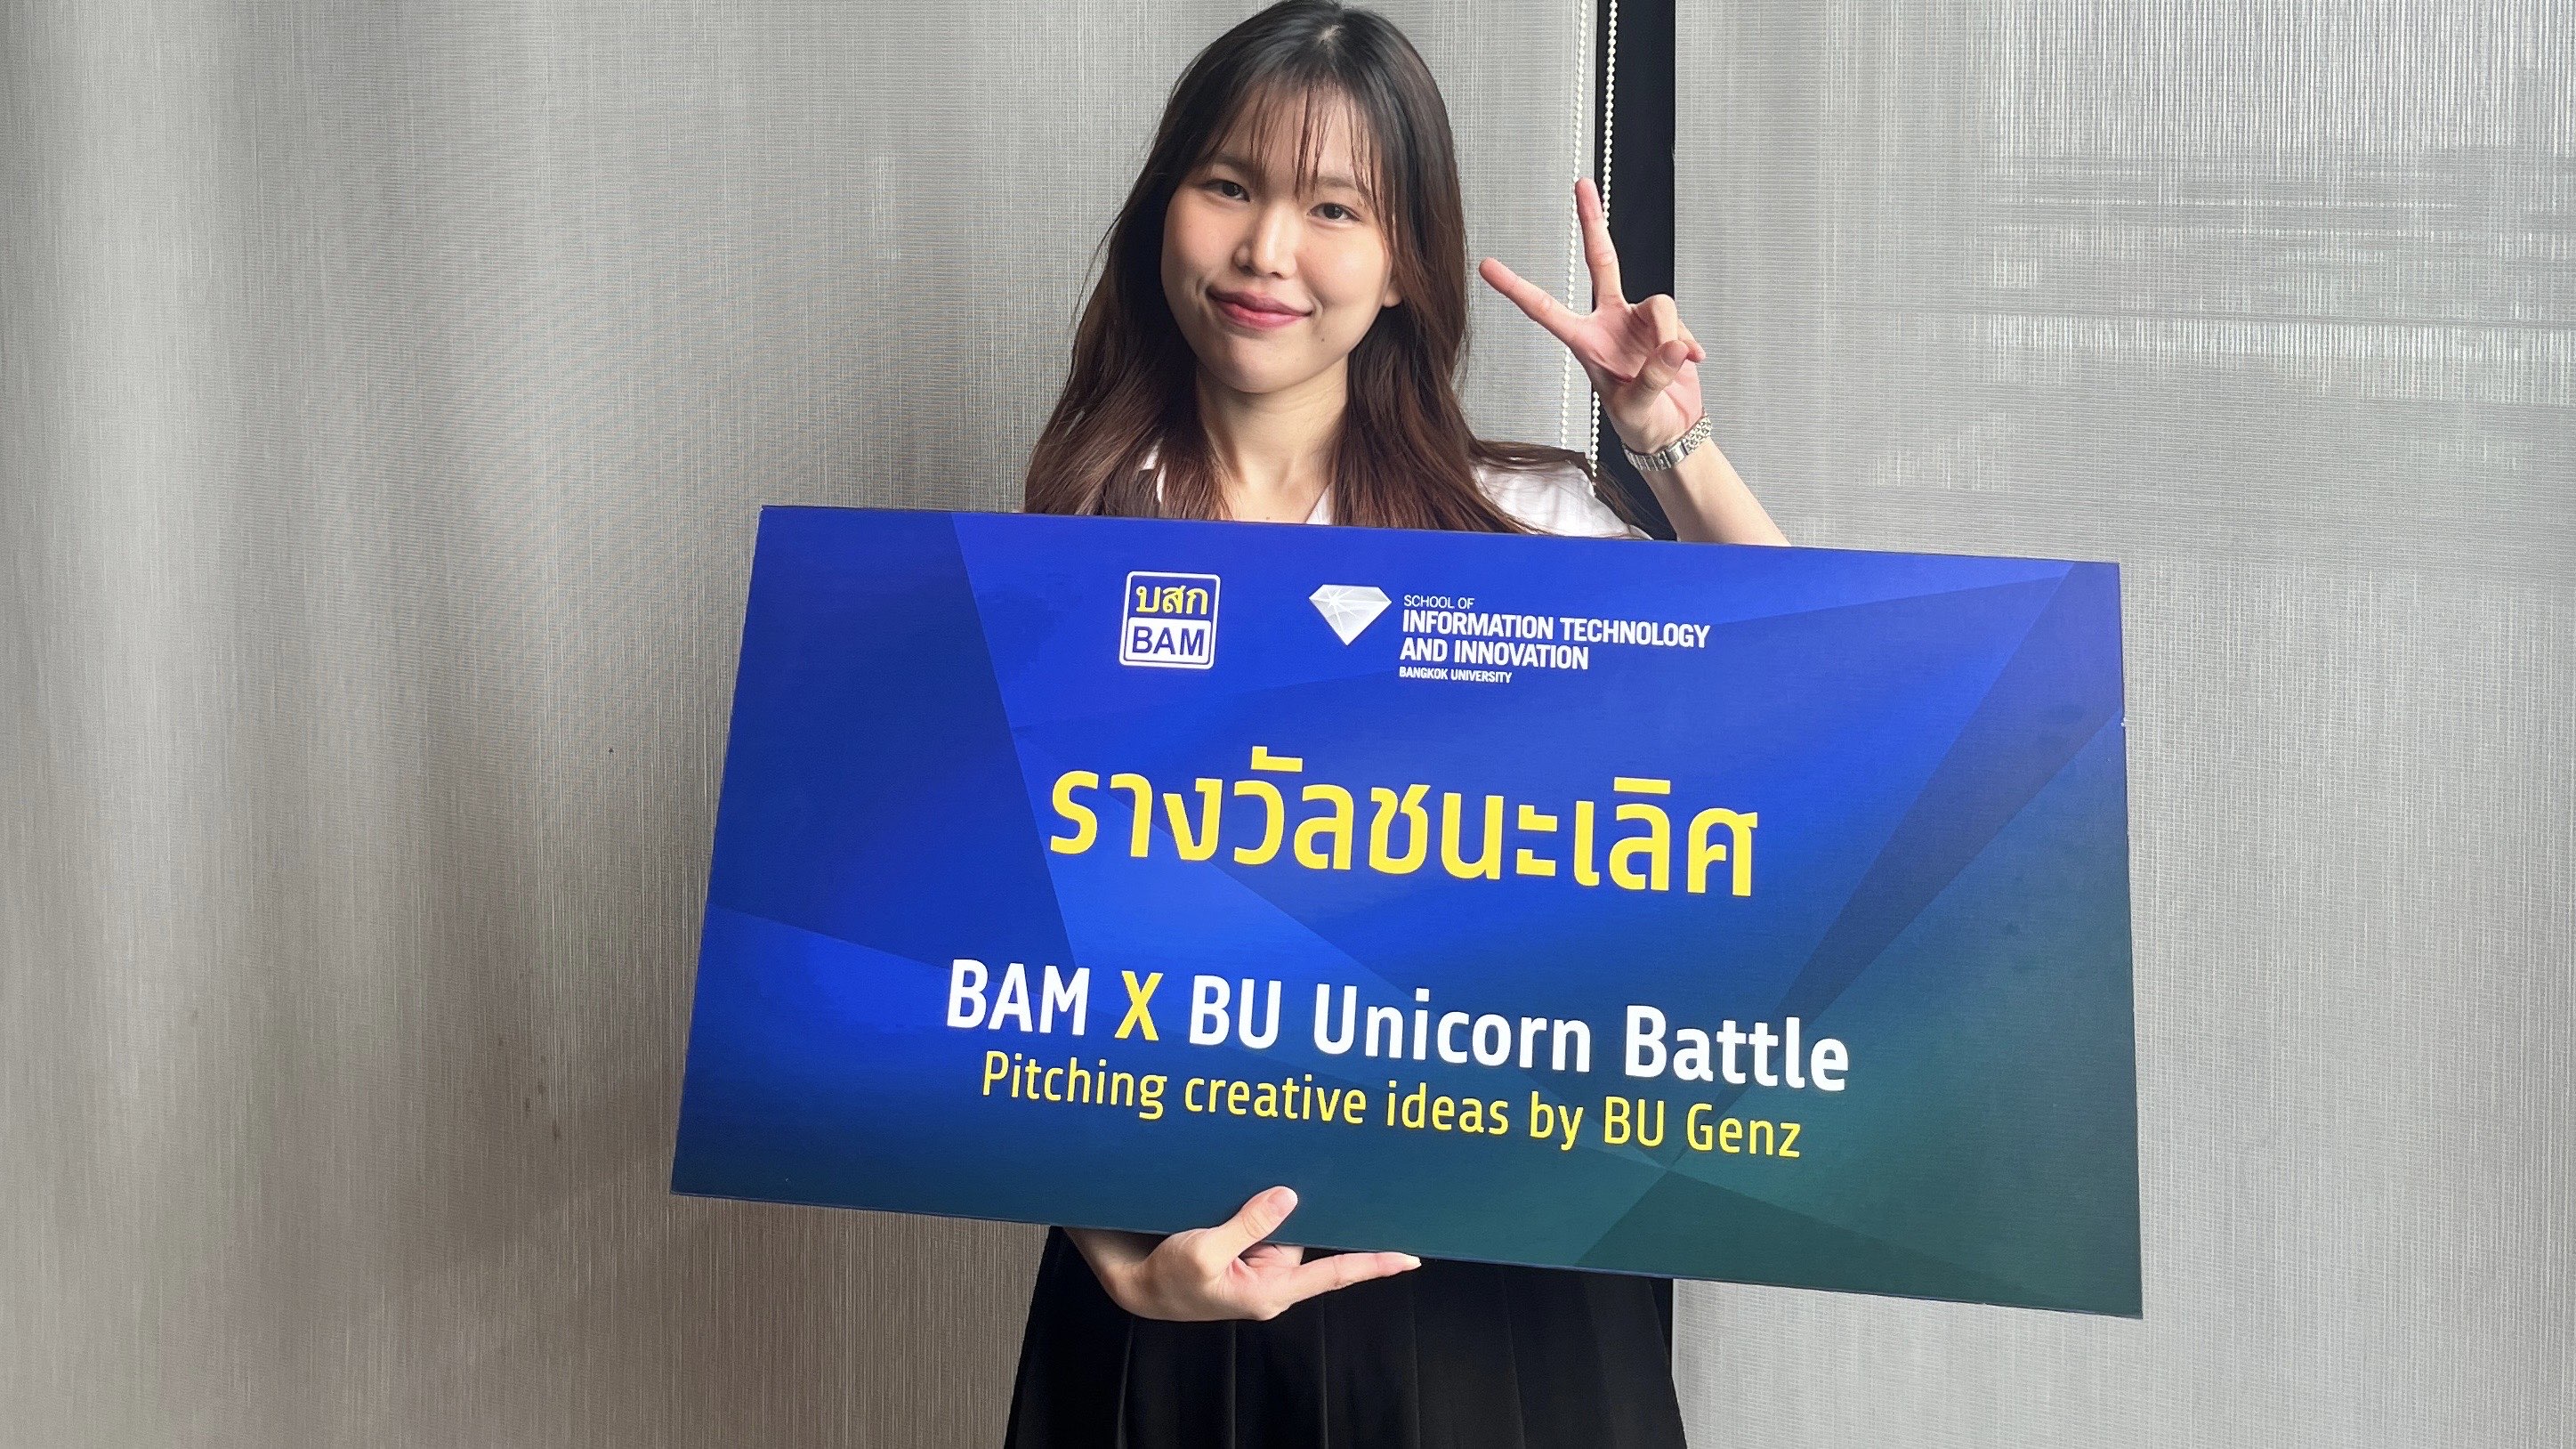 บสก
BAM
SCHOOL OF
INFORMATION TECHNOLOGY
AND INNOVATION
BANGKOK UNIVERSITY
รางวัลชนะเลิศ
BAM X BU Unicorn Battle
Pitching creative ideas by BU Genz